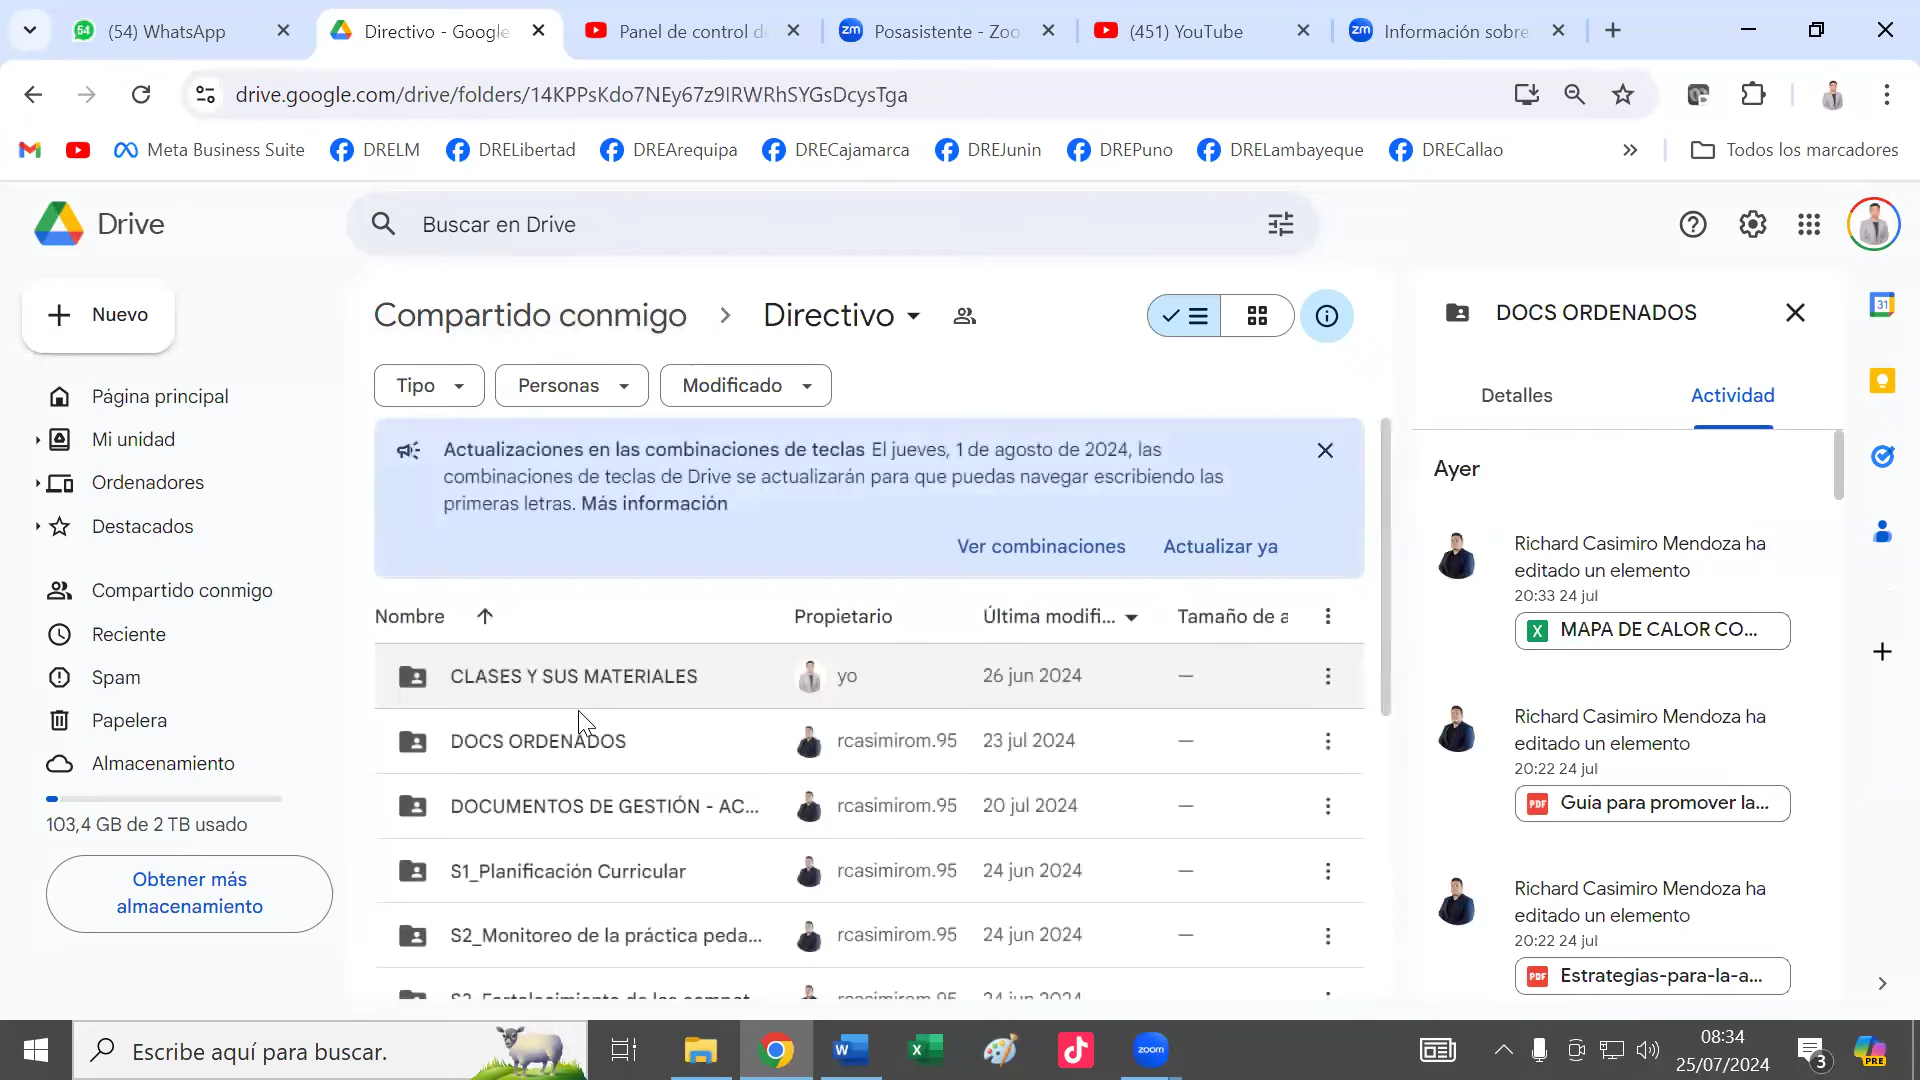 54
(54) WhatsApp
Directivo - Google
Panel de control d
zm
Posasistente - Zoo
(451) YouTube
zm
Información sobre
drive.google.com/drive/folders/14KPPsKdo7NEy67z9IRWRhSYGsDcysTga
Meta Business Suite
DRELM
DRELibertad
DREArequipa
DRECajamarca
DREJunin
DREPuno
DRELambayeque
DRECallao
Todos los marcadores
Drive
Buscar en Drive
Nuevo
Página principal
Mi unidad
Ordenadores
Destacados
Compartido conmigo
Reciente
Spam
Papelera
Almacenamiento
103,4 GB de 2 TB usado
Obtener más
almacenamiento
Compartido conmigo
Directivo
Tipo
Personas
Modificado
Actualizaciones en las combinaciones de teclas El jueves, 1 de agosto de 2024, las
combinaciones de teclas de Drive se actualizarán para que puedas navegar escribiendo las
primeras letras. Más información
Ver combinaciones
Actualizar ya
Nombre
Propietario
Última modifi...
Tamaño de a
CLASES Y SUS MATERIALES
yo
26 jun 2024
—
DOCS ORDENADOS
rcasimirom.95
23 jul 2024
—
DOCUMENTOS DE GESTIÓN - AC...
rcasimirom.95
20 jul 2024
—
S1_Planificación Curricular
rcasimirom.95
24 jun 2024
—
S2_Monitoreo de la práctica peda...
rcasimirom.95
24 jun 2024
—
DOCS ORDENADOS
Detalles
Actividad
Ayer
Richard Casimiro Mendoza ha
editado un elemento
20:33 24 jul
MAPA DE CALOR CO...
Richard Casimiro Mendoza ha
editado un elemento
20:22 24 jul
PDF
Guía para promover la...
Richard Casimiro Mendoza ha
editado un elemento
20:22 24 jul
PDF
Estrategias-para-la-a...
31
Escribe aquí para buscar.
zoom
08:34
25/07/2024
3
PRE